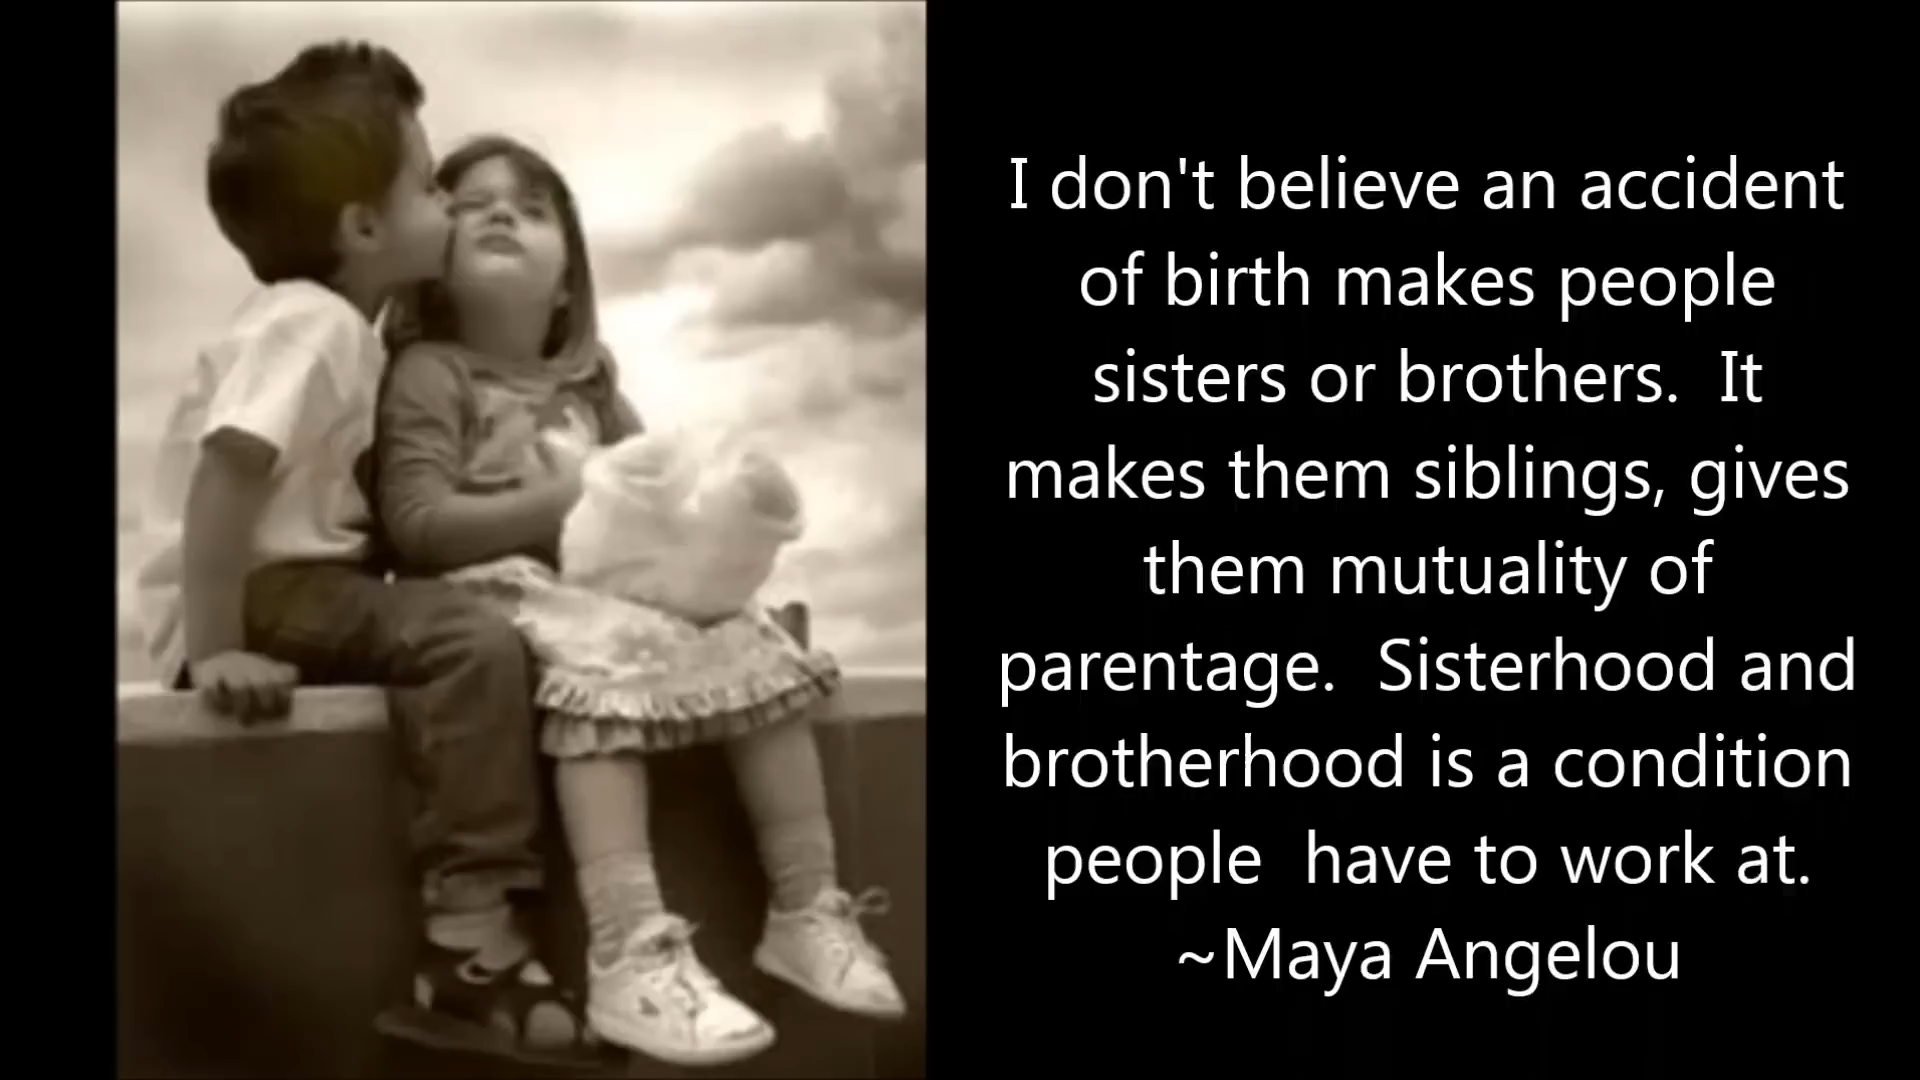 I don't believe an accident
of birth makes people
sisters or brothers.  It
makes them siblings, gives
them mutuality of
parentage.  Sisterhood and
brotherhood is a condition
people  have to work at.
~Maya Angelou